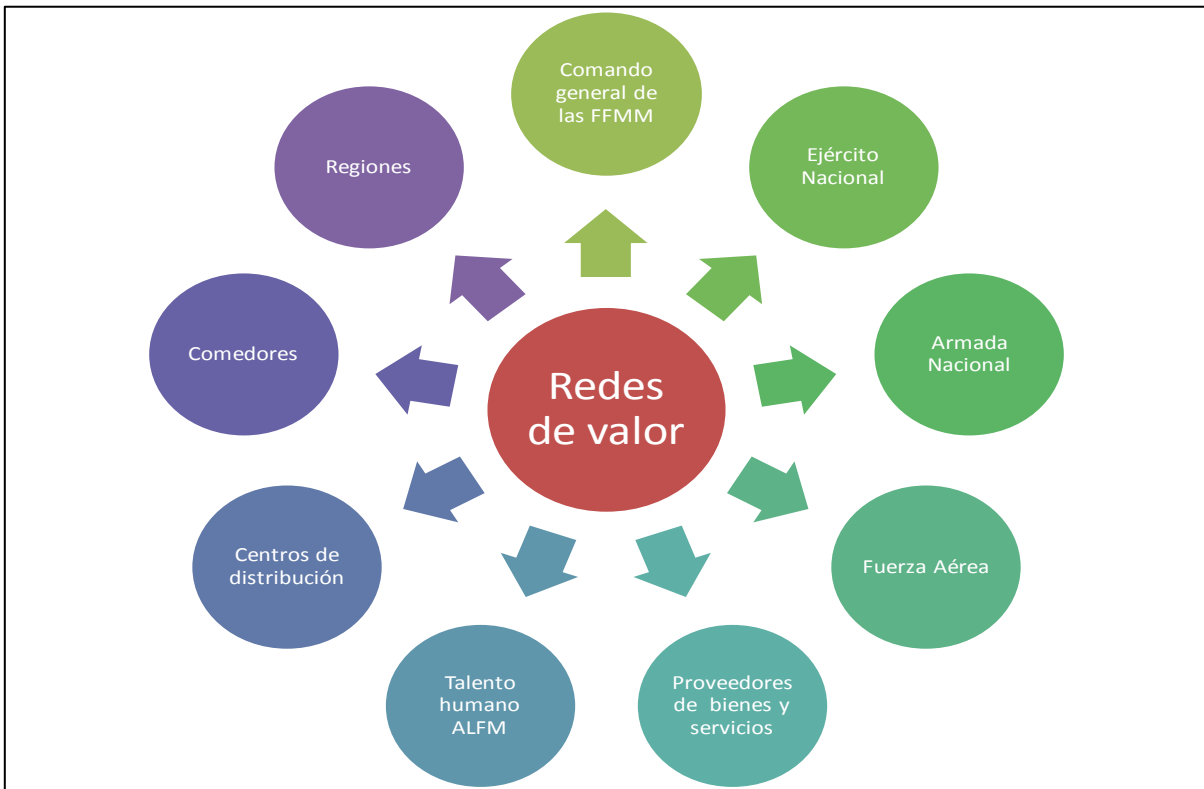 Comando
general de
las FFMM
Ejército
Nacional
Armada
Nacional
Fuerza Aérea
Proveedores
de bienes y
servicios
Talento
humano
ALFM
Centros de
distribución
Comedores
Regiones
Redes
de valor